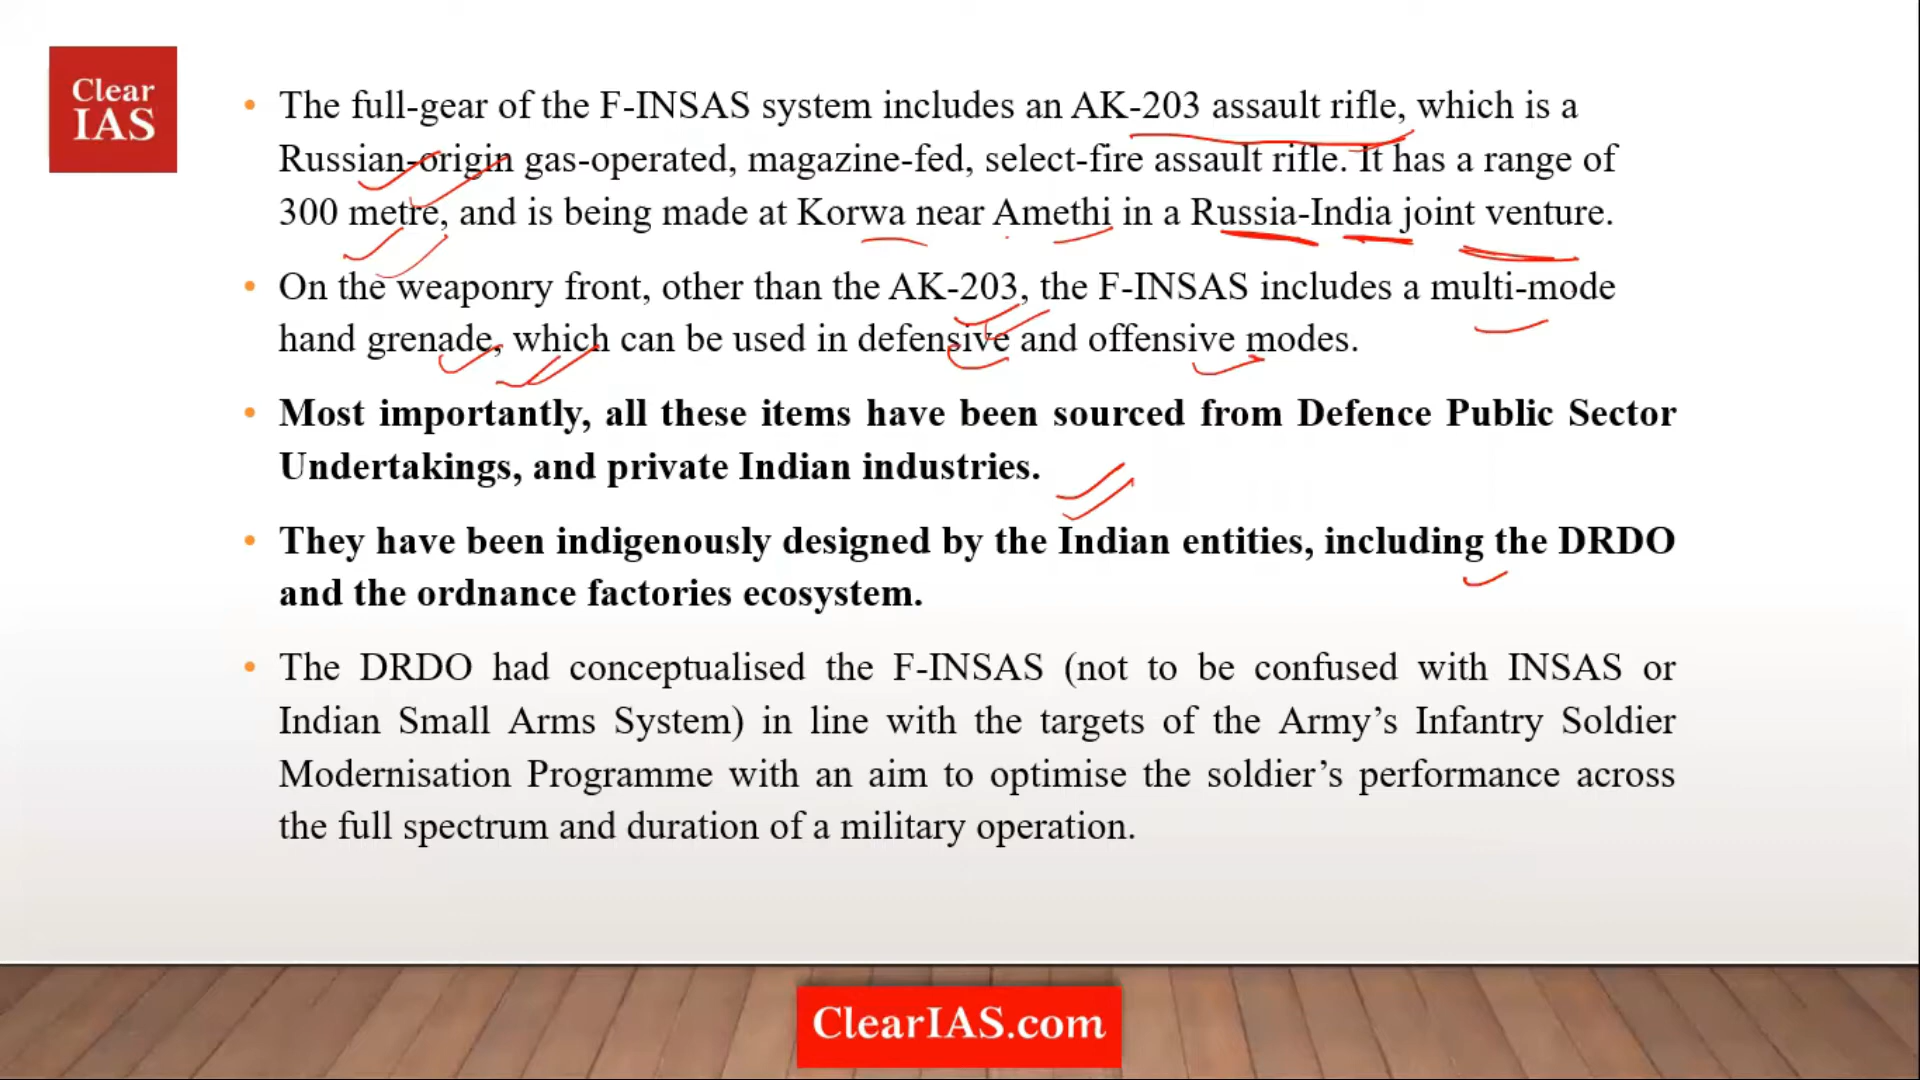 Clear
IAS
• The full-gear of the F-INSAS system includes an AK-203 assault rifle, which is a
Russian-origin gas-operated, magazine-fed, select-fire assault rifle. It has a range of
300 metre, and is being made at Korwa near Amethi in a Russia-India joint venture.
• On the weaponry front, other than the AK-203, the F-INSAS includes a multi-mode
hand grenade, which can be used in defensive and offensive modes.
• Most importantly, all these items have been sourced from Defence Public Sector
Undertakings, and private Indian industries.
• They have been indigenously designed by the Indian entities, including the DRDO
and the ordnance factories ecosystem.
• The DRDO had conceptualised the F-INSAS (not to be confused with INSAS or
Indian Small Arms System) in line with the targets of the Army’s Infantry Soldier
Modernisation Programme with an aim to optimise the soldier’s performance across
the full spectrum and duration of a military operation.
ClearIAS.com